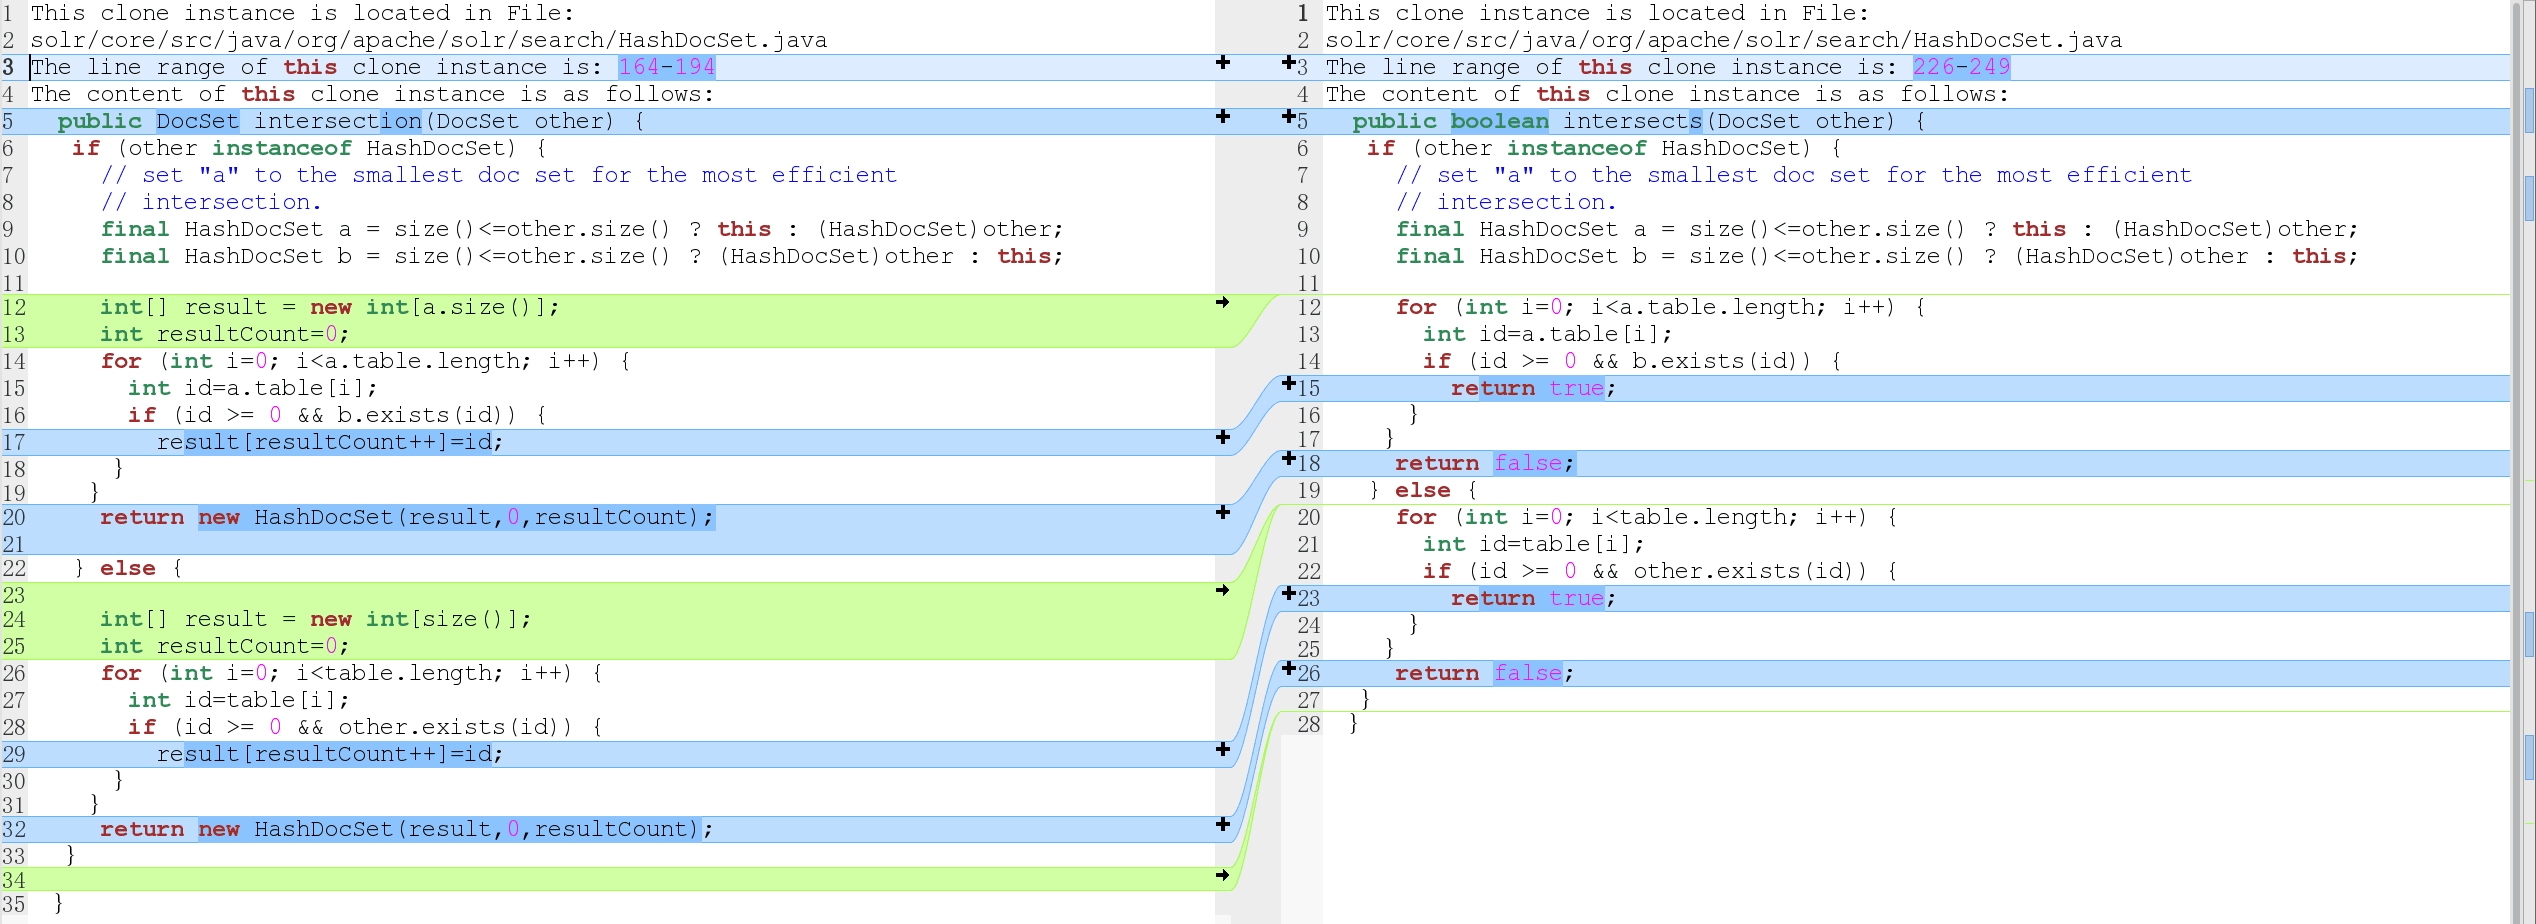 1 This clone instance is located in File:
2 solr/core/src/java/org/apache/solr/search/HashDocSet.java
3 The line range of this clone instance is: 164-194
4 The content of this clone instance is as follows:
5   public DocSet intersection(DocSet other) {
6    if (other instanceof HashDocSet) {
7      // set "a" to the smallest doc set for the most efficient
8      // intersection.
9      final HashDocSet a = size()<=other.size() ? this : (HashDocSet)other;
10     final HashDocSet b = size()<=other.size() ? (HashDocSet)other : this;
11
12     int[] result = new int[a.size()];
13     int resultCount=0;
14     for (int i=0; i<a.table.length; i++) {
15       int id=a.table[i];
16       if (id >= 0 && b.exists(id)) {
17         result[resultCount++]=id;
18       }
19     }
20     return new HashDocSet(result,0,resultCount);
21
22   } else {
23
24     int[] result = new int[size()];
25     int resultCount=0;
26     for (int i=0; i<table.length; i++) {
27       int id=table[i];
28       if (id >= 0 && other.exists(id)) {
29         result[resultCount++]=id;
30       }
31     }
32     return new HashDocSet(result,0,resultCount);
33   }
34
35  }
1 This clone instance is located in File:
2 solr/core/src/java/org/apache/solr/search/HashDocSet.java
3 The line range of this clone instance is: 226-249
4 The content of this clone instance is as follows:
5   public boolean intersects(DocSet other) {
6    if (other instanceof HashDocSet) {
7      // set "a" to the smallest doc set for the most efficient
8      // intersection.
9      final HashDocSet a = size()<=other.size() ? this : (HashDocSet)other;
10     final HashDocSet b = size()<=other.size() ? (HashDocSet)other : this;
11
12     for (int i=0; i<a.table.length; i++) {
13       int id=a.table[i];
14       if (id >= 0 && b.exists(id)) {
15         return true;
16       }
17     }
18     return false;
19   } else {
20     for (int i=0; i<table.length; i++) {
21       int id=table[i];
22       if (id >= 0 && other.exists(id)) {
23         return true;
24       }
25     }
26     return false;
27   }
28  }